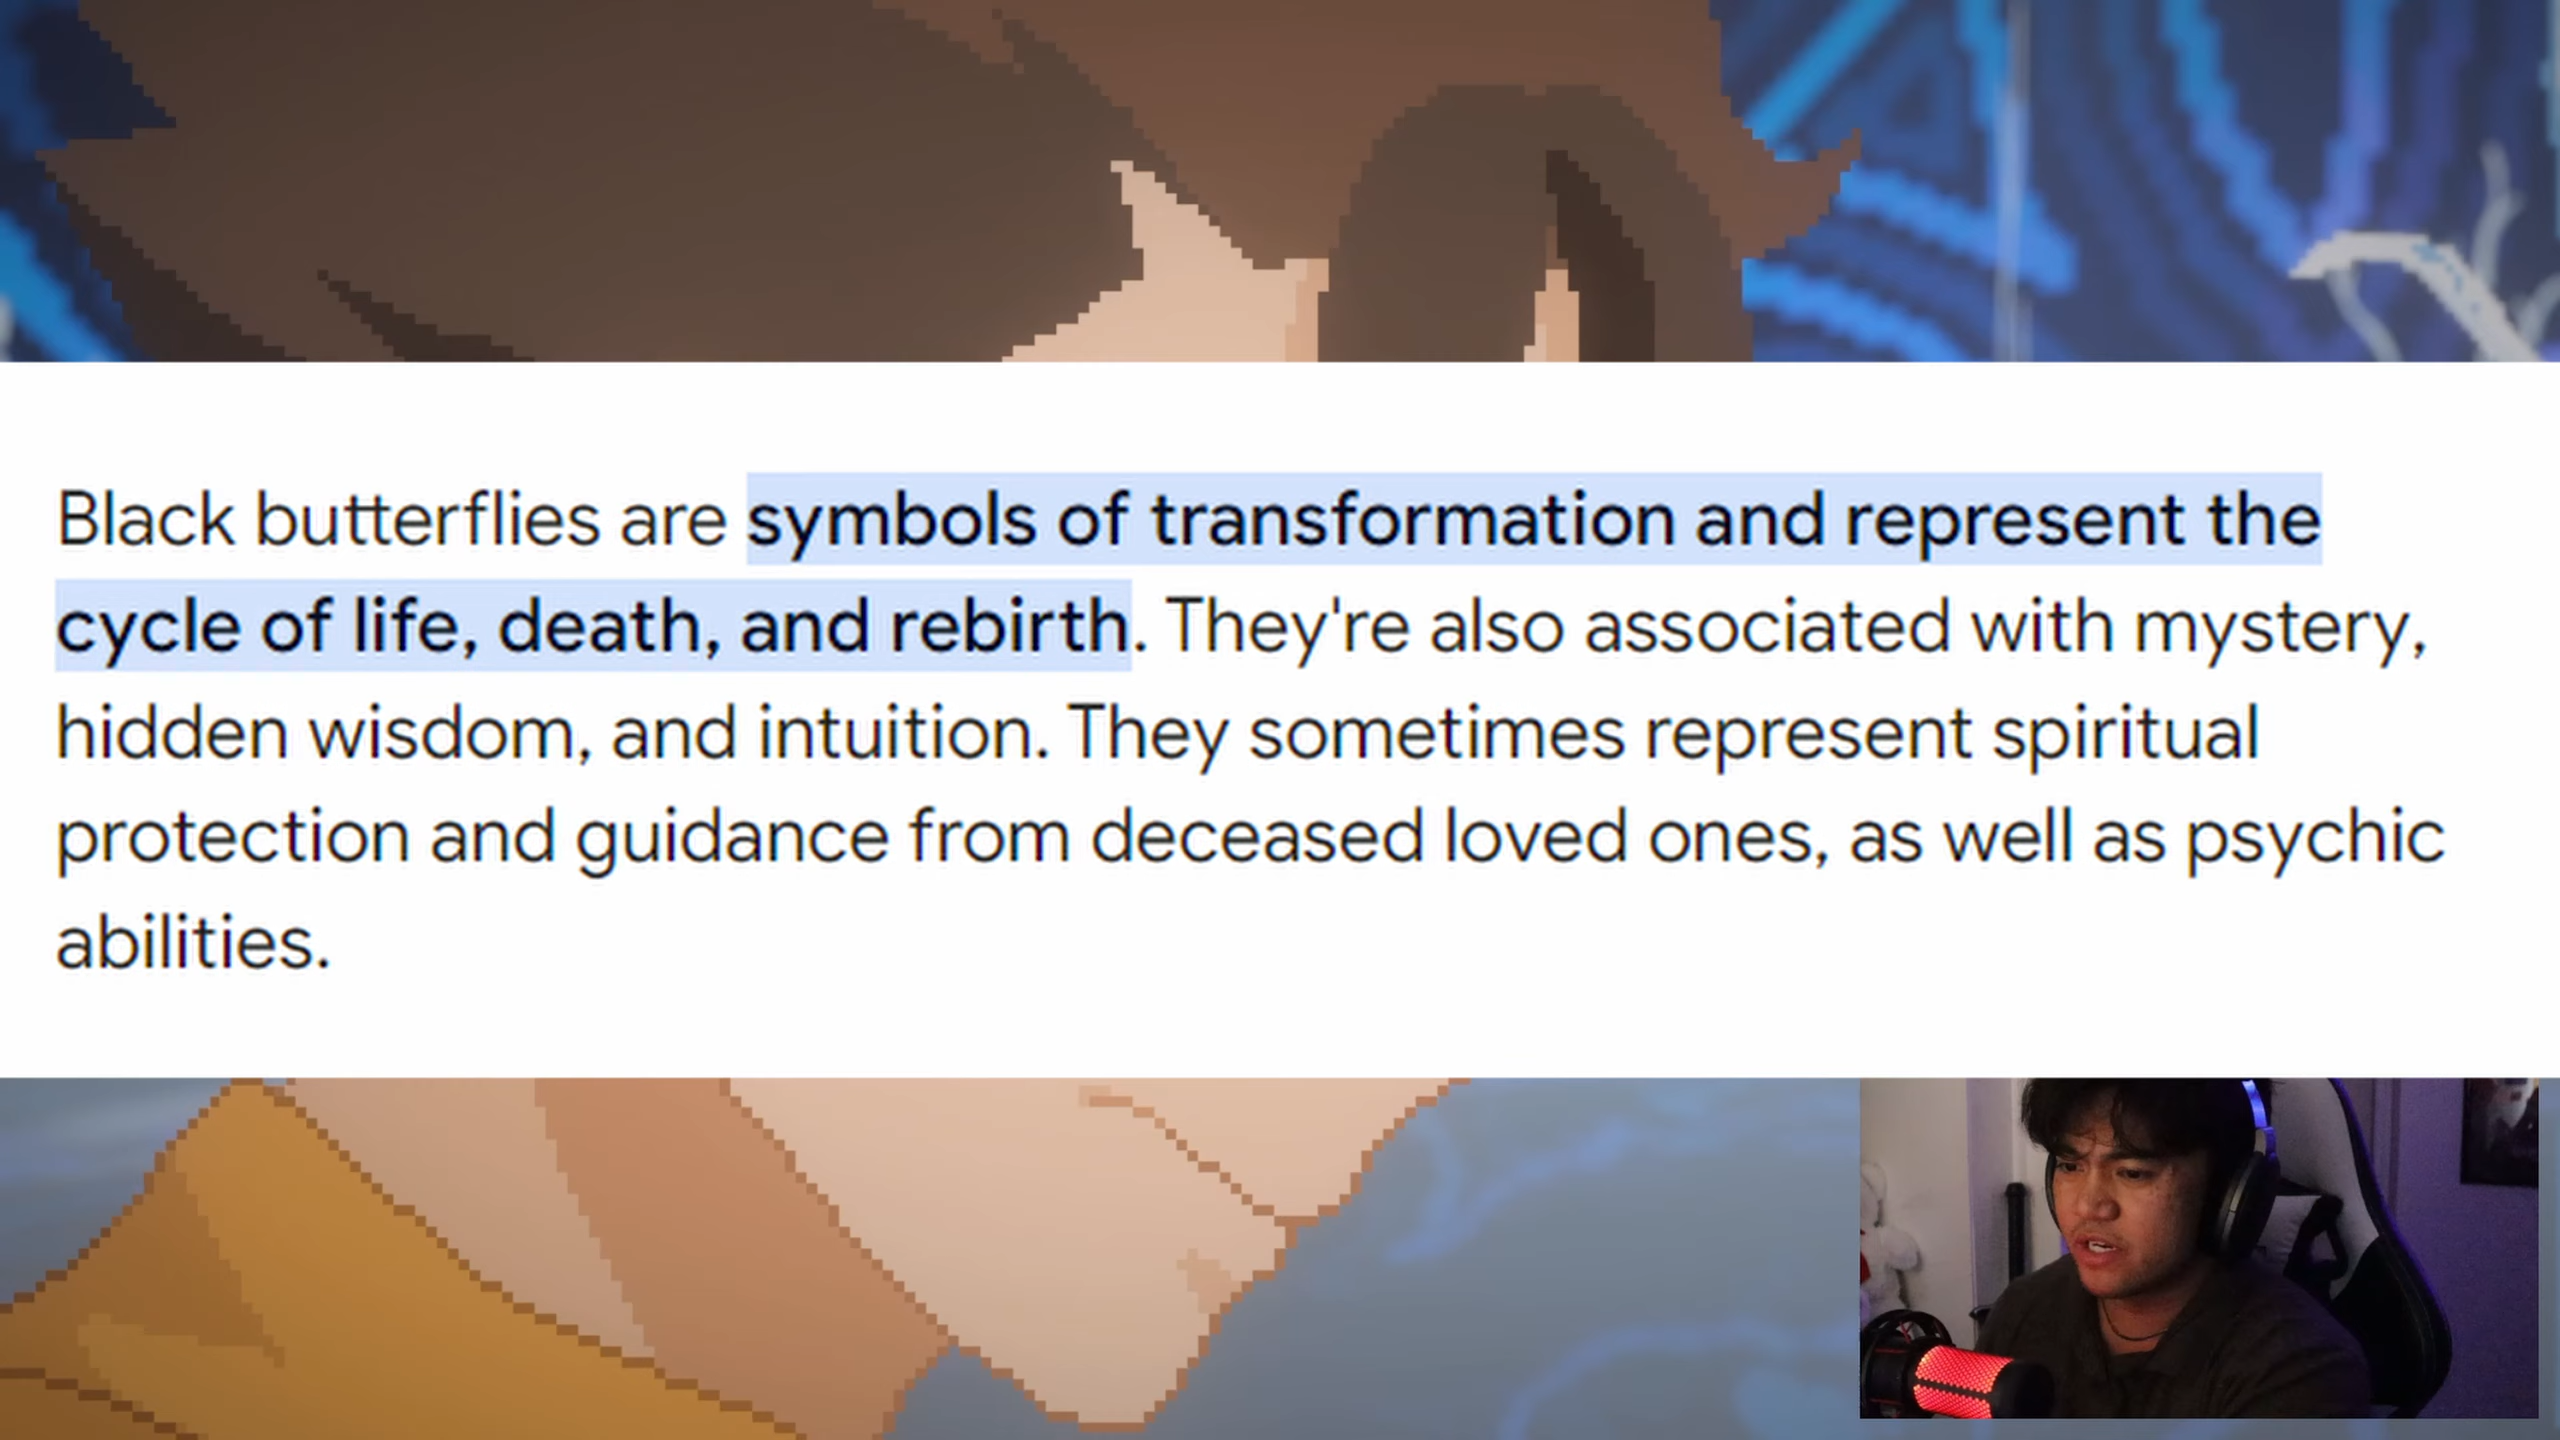 Black butterflies are symbols of transformation and represent the
cycle of life, death, and rebirth. They're also associated with mystery,
hidden wisdom, and intuition. They sometimes represent spiritual
protection and guidance from deceased loved ones, as well as psychic
abilities.